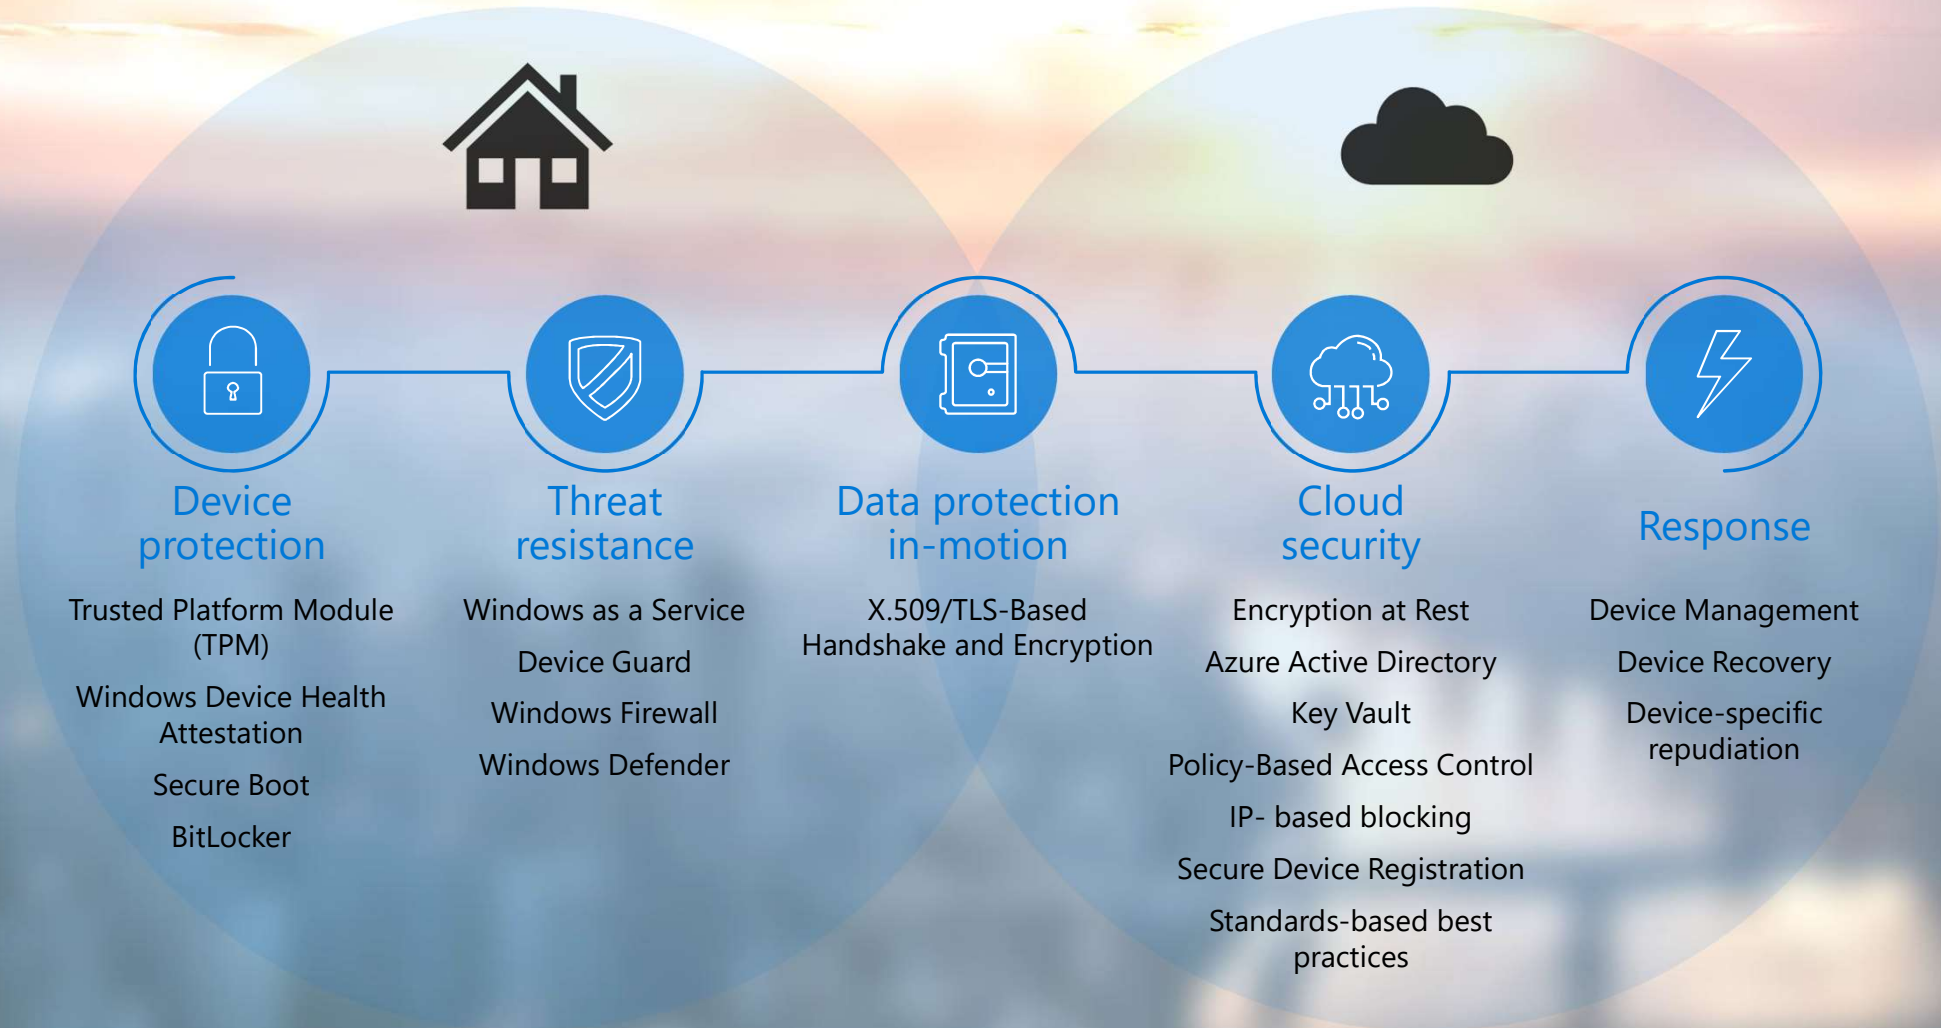 Device
protection
Trusted Platform Module
(TPM)
Windows Device Health
Attestation
Secure Boot
BitLocker
Threat
resistance
Windows as a Service
Device Guard
Windows Firewall
Windows Defender
Data protection
in-motion
X.509/TLS-Based
Handshake and Encryption
Cloud
security
Encryption at Rest
Azure Active Directory
Key Vault
Policy-Based Access Control
IP- based blocking
Secure Device Registration
Standards-based best
practices
Response
Device Management
Device Recovery
Device-specific
repudiation